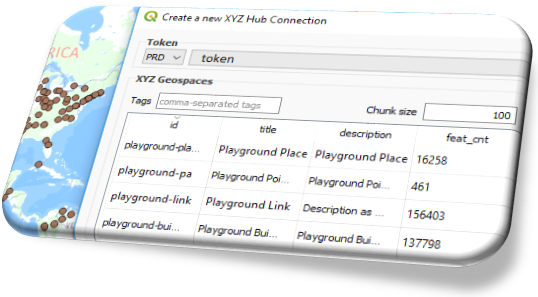 Create a new XYZ Hub Connection
RICA
Token
PRD token
XYZ Geospaces
Tags comma-separated tags Chunk size 100
id title description feat_cnt
playground-pla... Playground Place Playground Place 16258
playground-pa Playground Poi... Playground Poi... 461
playground-link Playground Link Description as ... 156403
playground-bui... Playground Bui... Playground Bui... 137798